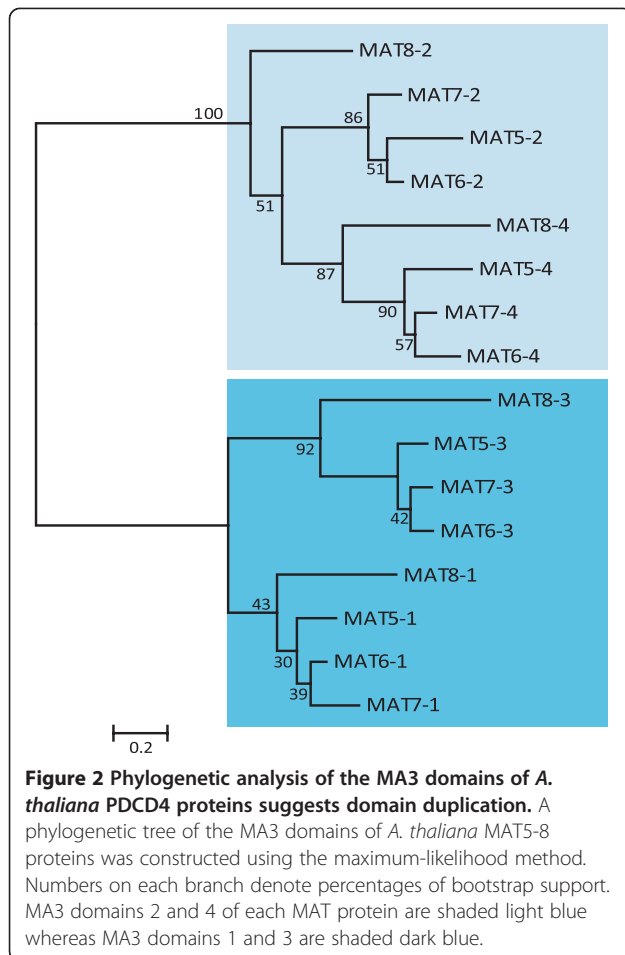 MAT8-2
100
MAT7-2
86
MAT5-2
51
MAT6-2
51
MAT8-4
87
MAT5-4
90
MAT7-4
57
MAT6-4
MAT8-3
92
MAT5-3
MAT7-3
42
MAT6-3
MAT8-1
43
MAT5-1
30
MAT6-1
39
MAT7-1
0.2
Figure 2 Phylogenetic analysis of the MA3 domains of A.
thaliana PDCD4 proteins suggests domain duplication. A
phylogenetic tree of the MA3 domains of A. thaliana MAT5-8
proteins was constructed using the maximum-likelihood method.
Numbers on each branch denote percentages of bootstrap support.
MA3 domains 2 and 4 of each MAT protein are shaded light blue
whereas MA3 domains 1 and 3 are shaded dark blue.